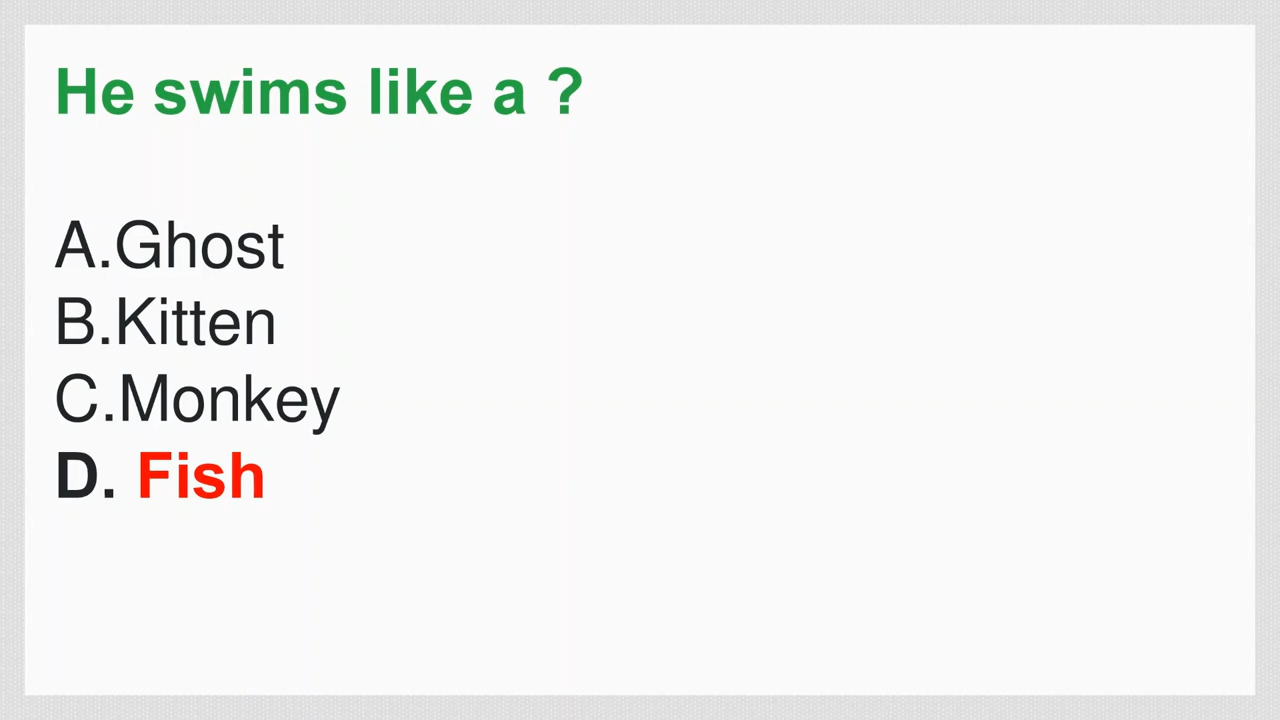 He swims like a ?
A.Ghost
B.Kitten
C.Monkey
D. Fish